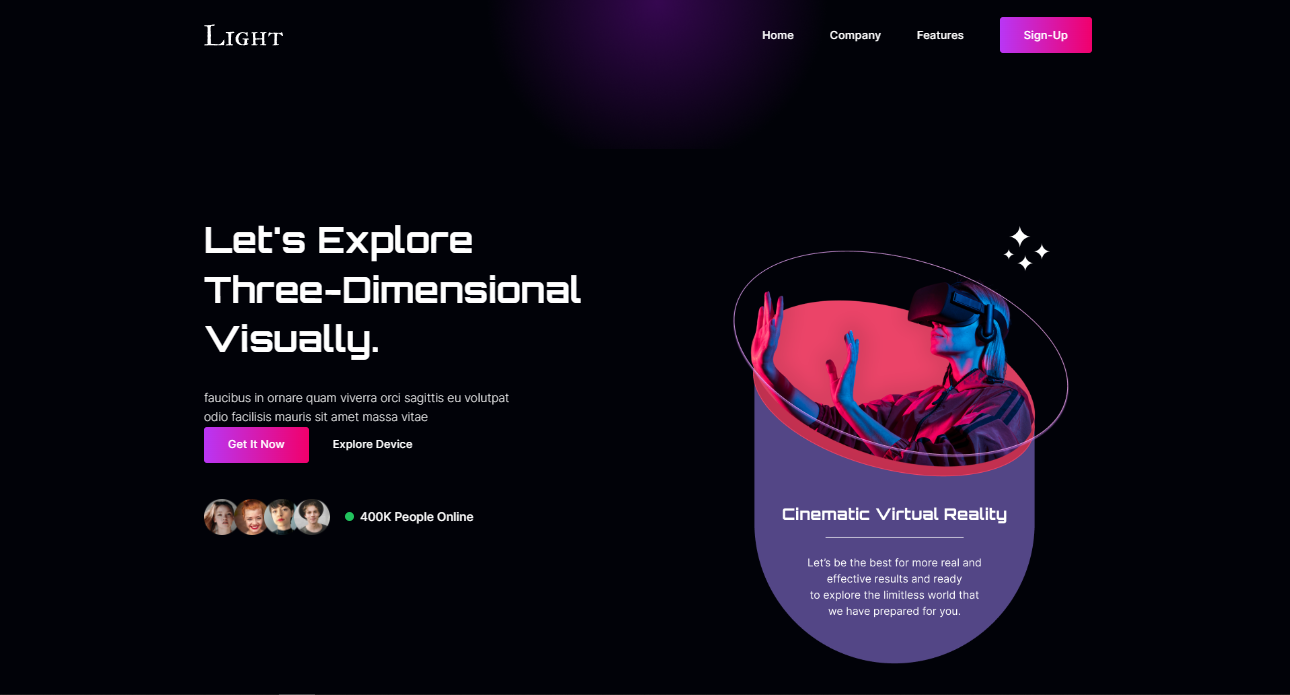 Light
Home
Company
Features
Sign-Up
Let's Explore
Three-Dimensional
Visually.
faucibus in ornare quam viverra orci sagittis eu volutpat
odio facilisis mauris sit amet massa vitae
Get It Now
Explore Device
400K People Online
Cinematic Virtual Reality
Let's be the best for more real and
effective results and ready
to explore the limitless world that
we have prepared for you.